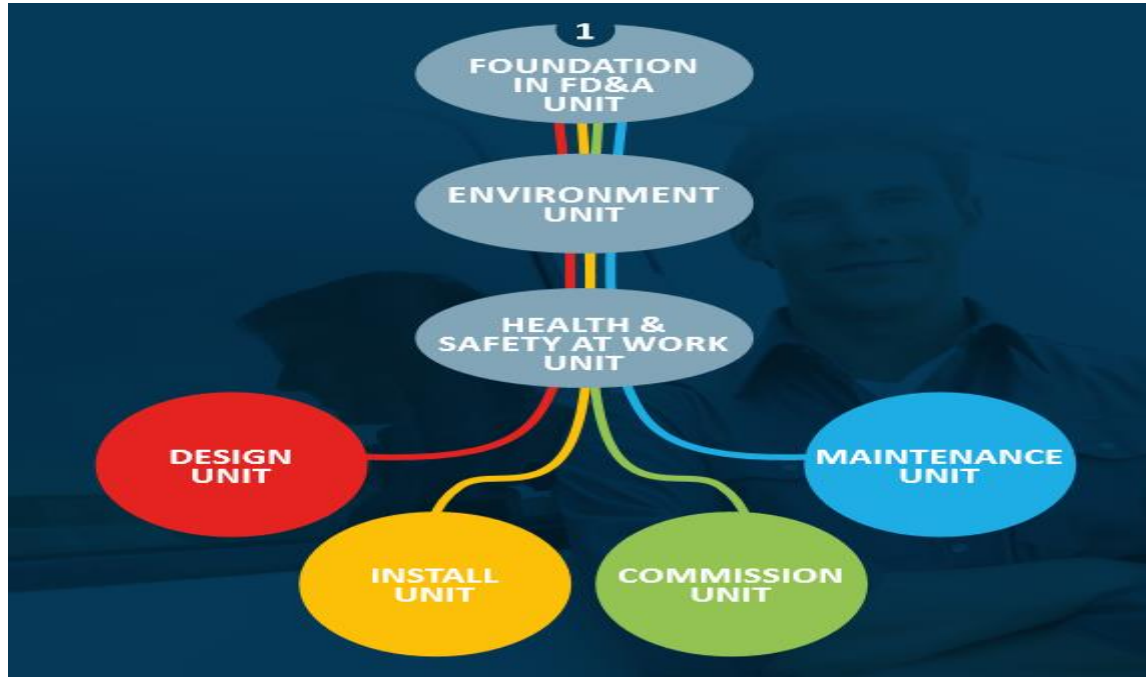 1
FOUNDATION
IN FD&A
UNIT
ENVIRONMENT
UNIT
HEALTH &
SAFETY AT WORK
UNIT
DESIGN
UNIT
MAINTENANCE
UNIT
INSTALL
UNIT
COMMISSION
UNIT